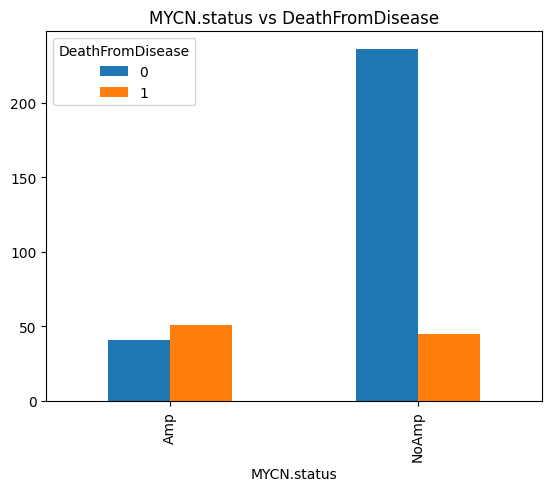 MYCN.status vs DeathFromDisease
DeathFromDisease
0
1
200
150
100
50
0
Amp
NoAmp
MYCN.status